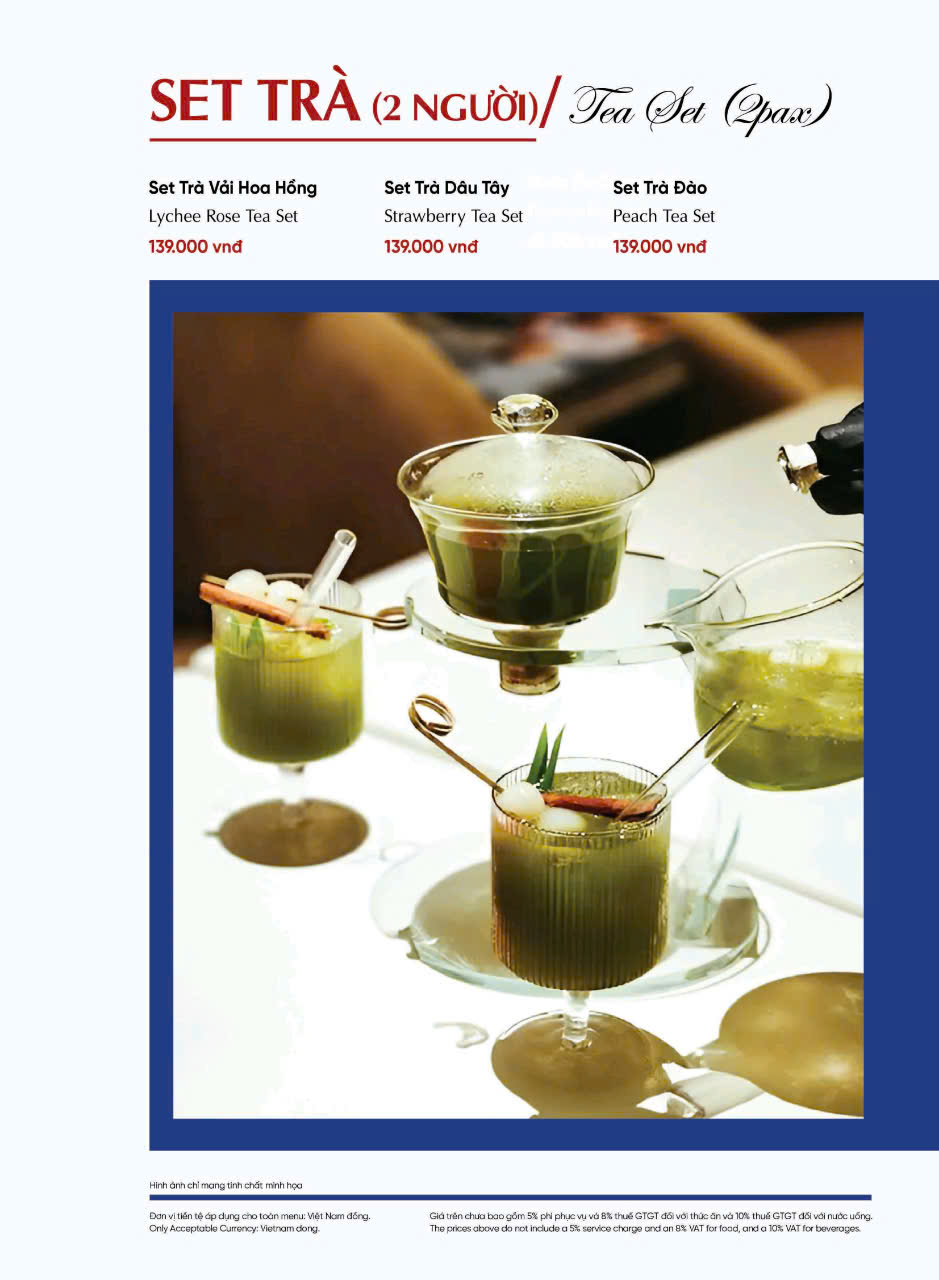 SET TRÀ (2 NGƯỜI)/ Tea Set (2pax)
Set Trà Vải Hoa Hồng
Lychee Rose Tea Set
139.000 vnđ
Set Trà Dâu Tây
Strawberry Tea Set
139.000 vnđ
Set Trà Đào
Peach Tea Set
139.000 vnđ
Hình ảnh chỉ mang tính chất minh họa
Đơn vị tiền tệ áp dụng cho toàn menu: Việt Nam đồng.
Only Acceptable Currency: Vietnam dong.
Giá trên chưa bao gồm 5% phí phục vụ và 8% thuế GTGT đối với thức ăn và 10% thuế GTGT đối với nước uống.
The prices above do not include a 5% service charge and an 8% VAT for food, and a 10% VAT for beverages.